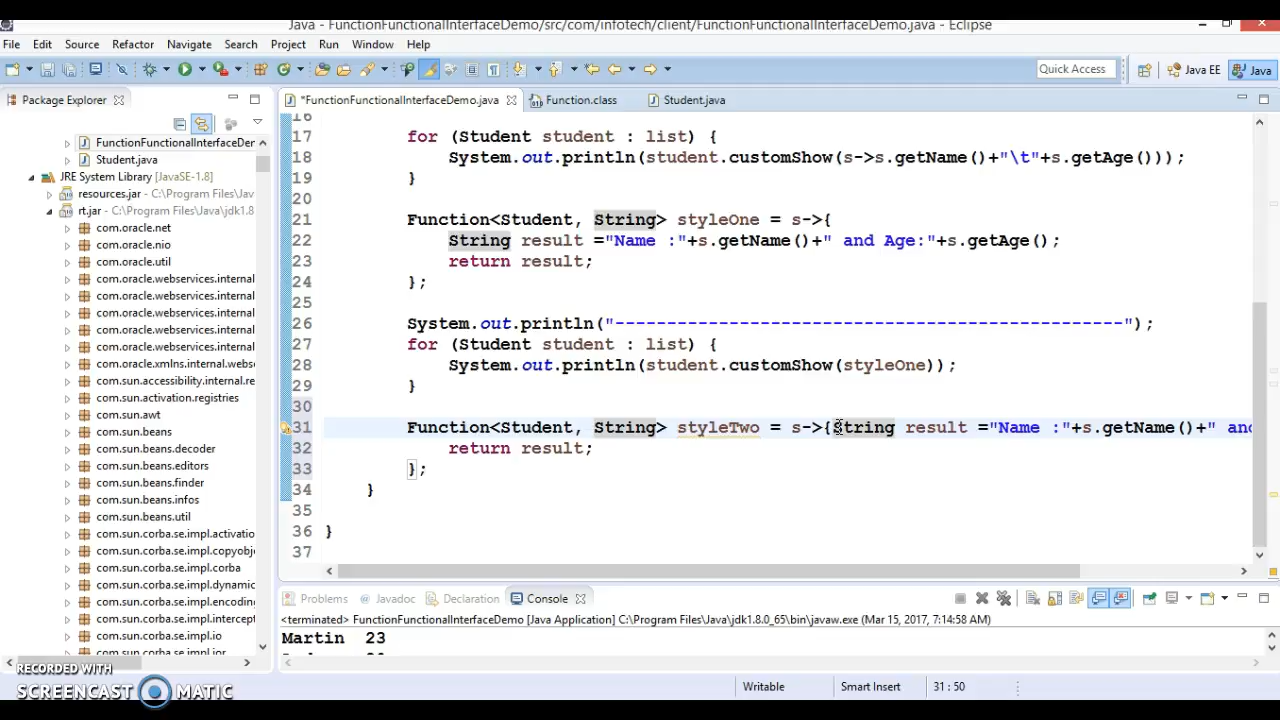 Java - FunctionFunctionalInterfaceDemo/src/com/infotech/client/FunctionFunctionalInterfaceDemo.java - Eclipse
File Edit Source Refactor Navigate Search Project Run Window Help
Quick Access Java EE Java
Package Explorer
*FunctionFunctionalInterfaceDemo.java Function.class Student.java
FunctionFunctionalInterfaceDer
Student.java
JRE System Library [JavaSE-1.8]
resources.jar - C:\Program Files\Java
rt.jar - C:\Program Files\Java\jdk1.8
com.oracle.net
com.oracle.nio
com.oracle.util
com.oracle.webservices.internal
com.oracle.webservices.internal
com.oracle.webservices.internal
com.oracle.webservices.internal
com.oracle.webservices.internal
com.oracle.xmlns.internal.webse
com.sun.accessibility.internal.re
com.sun.activation.registries
com.sun.awt
com.sun.beans
com.sun.beans.decoder
com.sun.beans.editors
com.sun.beans.finder
com.sun.beans.infos
com.sun.beans.util
com.sun.corba.se.impl.activatio
com.sun.corba.se.impl.copyobje
com.sun.corba.se.impl.corba
com.sun.corba.se.impl.dynamic
com.sun.corba.se.impl.encoding
com.sun.corba.se.impl.intercept
com.sun.corba.se.impl.io
com.sun.corba.se.impl.ior
16
17 for (Student student : list) {
18 System.out.println(student.customShow(s->s.getName()+"\t"+s.getAge()));
19 }
20
21 Function<Student, String> styleOne = s->{
22 String result ="Name :"+s.getName()+" and Age:"+s.getAge();
23 return result;
24 };
25
26 System.out.println("-------------------------------------------------");
27 for (Student student : list) {
28 System.out.println(student.customShow(styleOne));
29 }
30
31 Function<Student, String> styleTwo = s->{String result ="Name :"+s.getName()+" and
32 return result;
33 };
34 }
35
36 }
37
Problems Javadoc Declaration Console
<terminated> FunctionFunctionalInterfaceDemo [Java Application] C:\Program Files\Java\jdk1.8.0_65\bin\javaw.exe (Mar 15, 2017, 7:14:58 AM)
Martin 23
Writable Smart Insert 31 : 50
RECORDED WITH
SCREENCAST MATIC